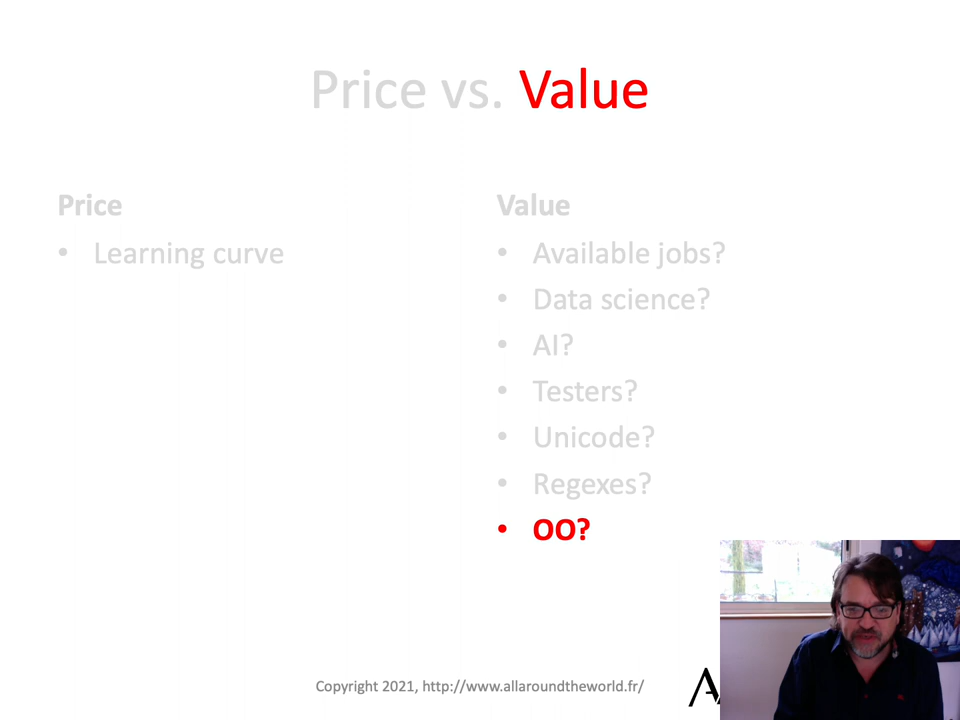 Price vs. Value
Price
• Learning curve
Value
• Available jobs?
• Data science?
• AI?
• Testers?
• Unicode?
• Regexes?
• OO?
Copyright 2021, http://www.allaroundtheworld.fr/